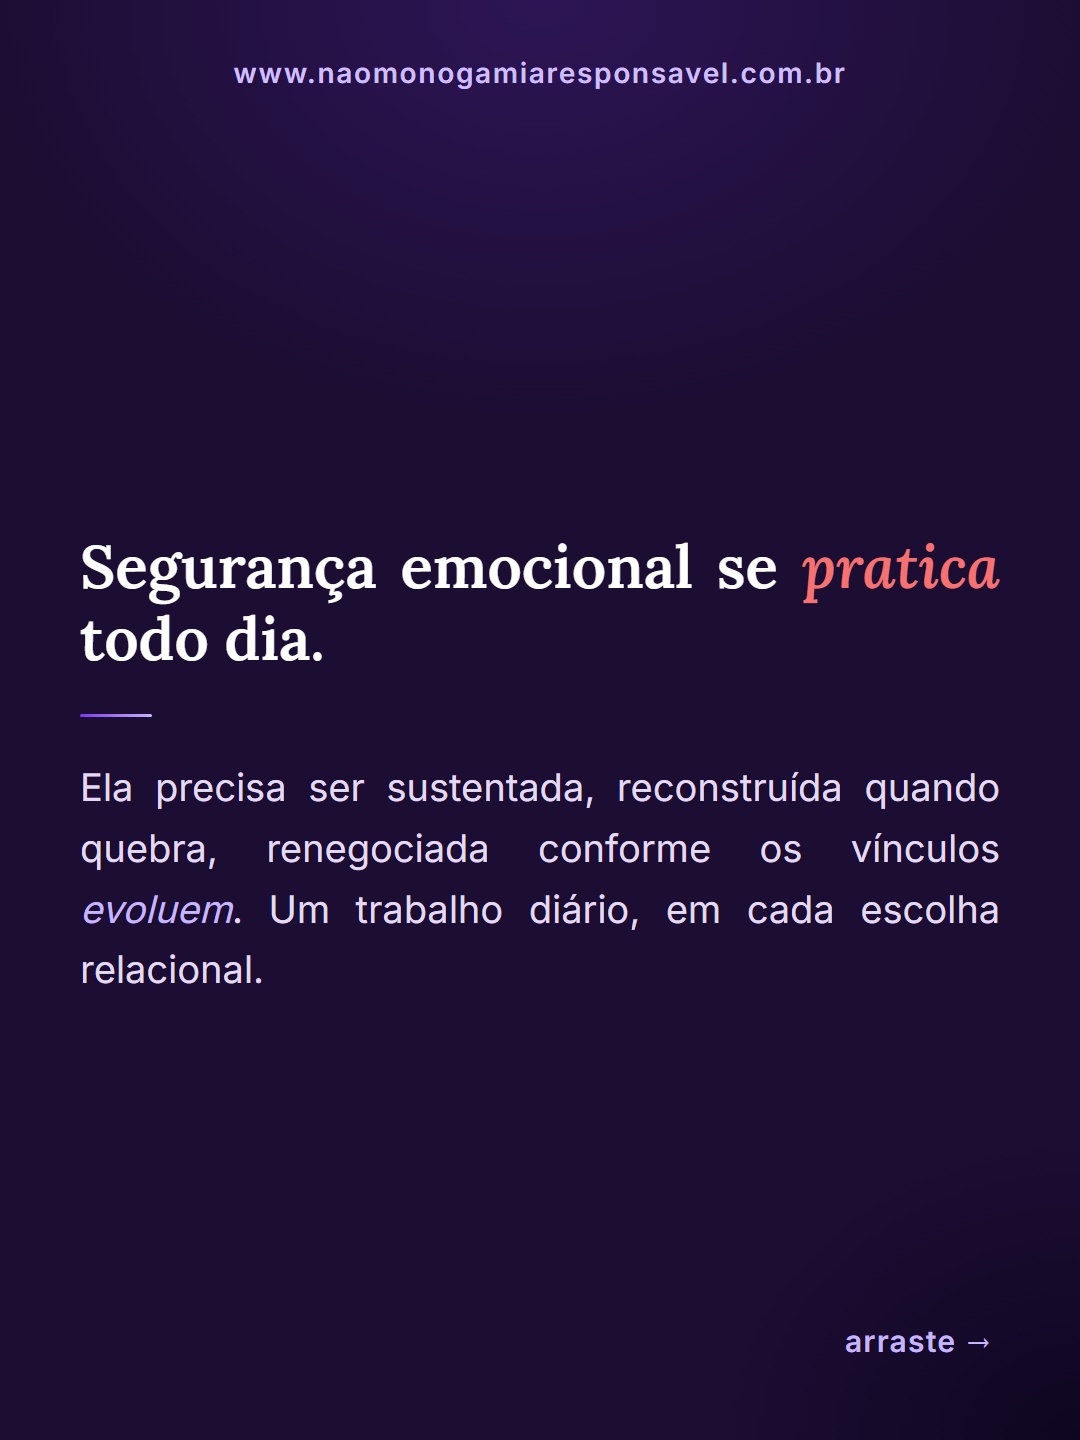 www.naomonogamiaresponsavel.com.br
Segurança emocional se pratica
todo dia.
Ela precisa ser sustentada, reconstruída quando
quebra, renegociada conforme os vínculos
evoluem. Um trabalho diário, em cada escolha
relacional.
arraste →